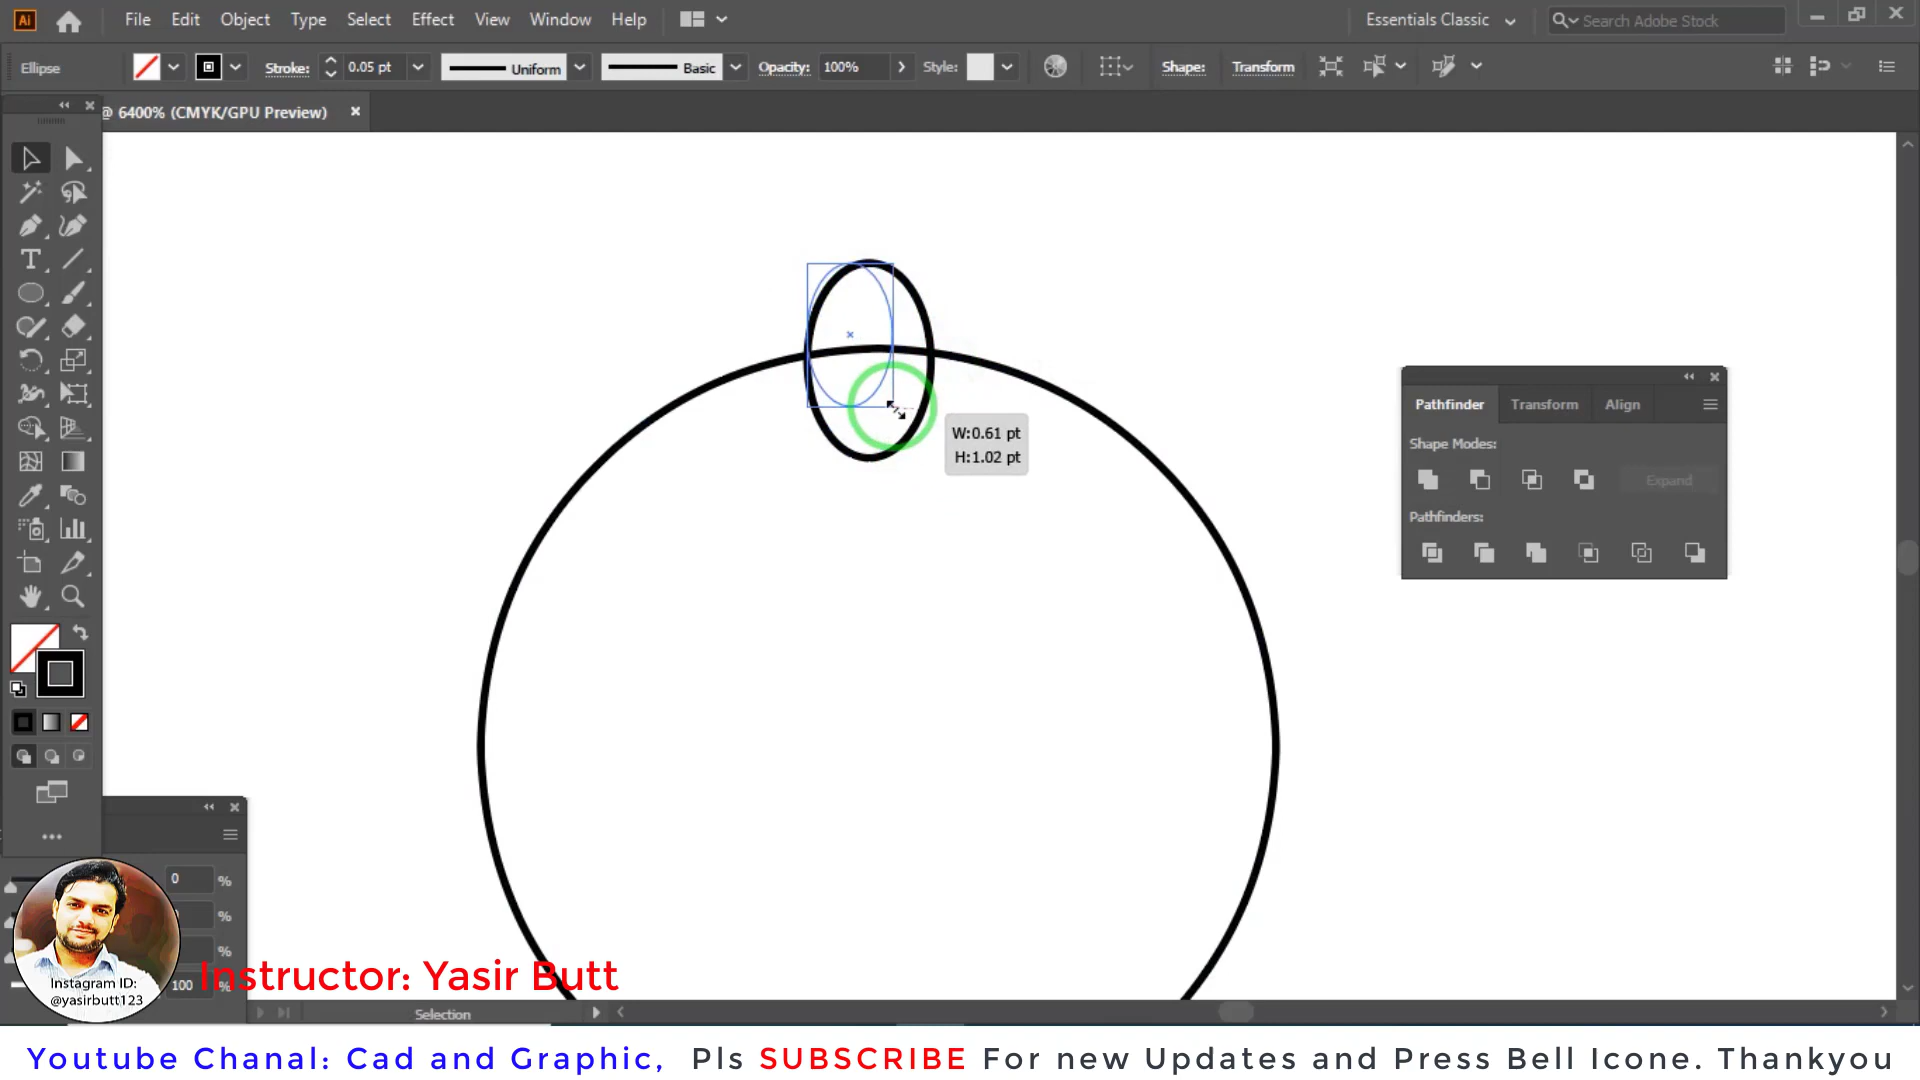 Ai File Edit Object Type Select Effect View Window Help Essentials Classic Search Adobe Stock
Ellipse Stroke: 0.05 pt Uniform Basic Opacity: 100% Style: Shape: Transform
@ 6400% (CMYK/GPU Preview)
W:0.61 pt
H:1.02 pt
Pathfinder Transform Align
Shape Modes:
Expand
Pathfinders:
0 %
%
%
100 %
Instagram ID:
@yasirbutt123
Instructor: Yasir Butt
Selection
Youtube Chanal: Cad and Graphic, Pls SUBSCRIBE For new Updates and Press Bell Icone. Thankyou